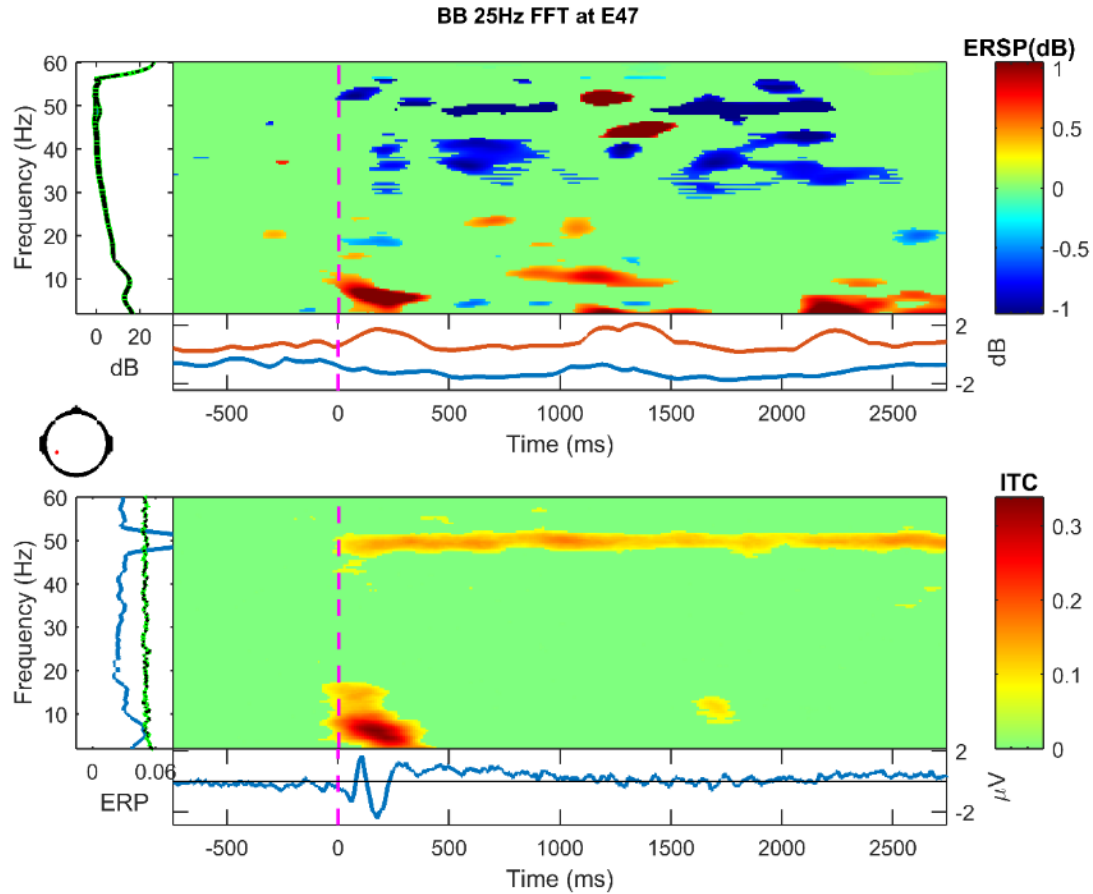 BB 25Hz FFT at E47
ERSP(dB)
60
50
40
30
20
10
Frequency (Hz)
1
0.5
0
-0.5
-1
0 20
dB
2
-2
dB
-500 0 500 1000 1500 2000 2500
Time (ms)
ITC
60
50
40
30
20
10
Frequency (Hz)
0.3
0.2
0.1
0
0 0.06
ERP
2
-2
μV
-500 0 500 1000 1500 2000 2500
Time (ms)